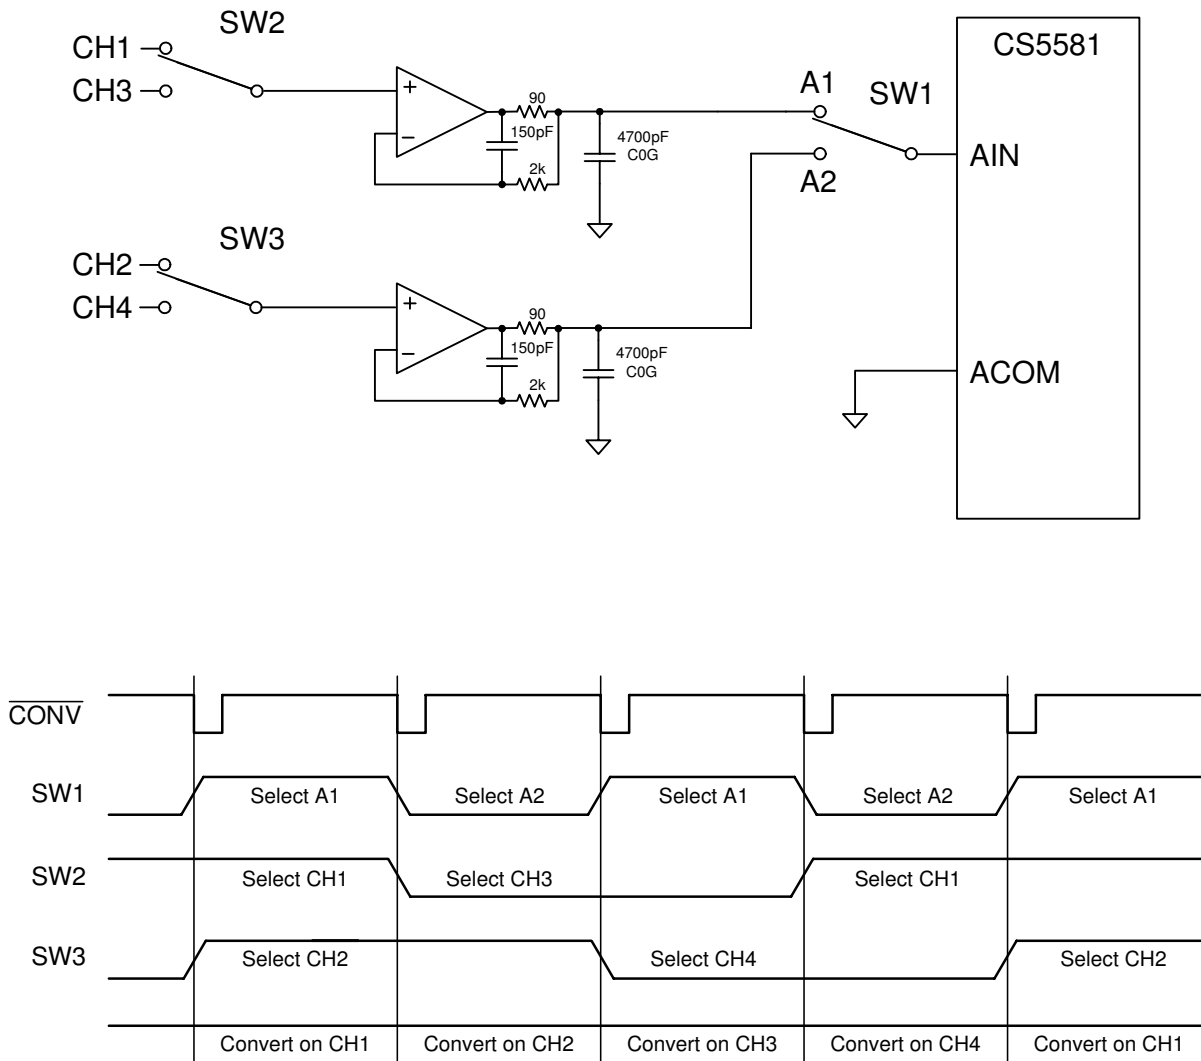 SW2
CH1
CH3
90
150pF
2k
4700pF
C0G
A1
SW1
A2
CS5581
AIN
ACOM
SW3
CH2
CH4
90
150pF
2k
4700pF
C0G
+
−
+
−
CONV
SW1 Select A1 Select A2 Select A1 Select A2 Select A1
SW2 Select CH1 Select CH3 Select CH1
SW3 Select CH2 Select CH4 Select CH2
Convert on CH1 Convert on CH2 Convert on CH3 Convert on CH4 Convert on CH1